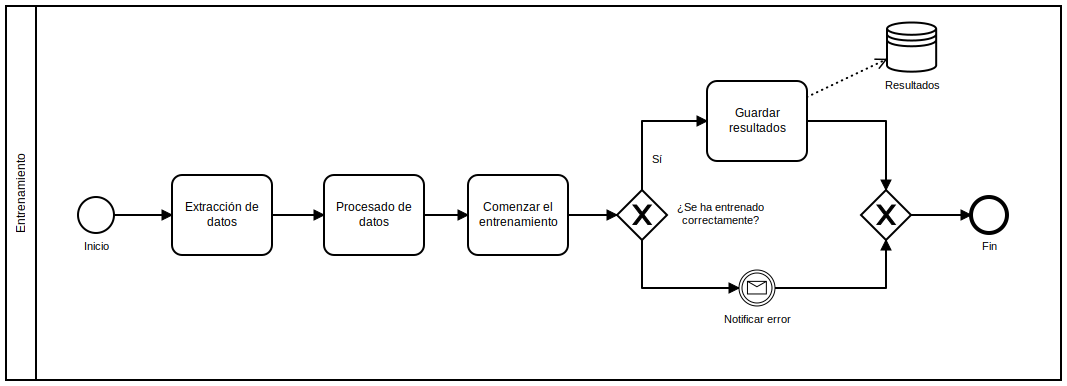 Entrenamiento
Inicio
Extracción de
datos
Procesado de
datos
Comenzar el
entrenamiento
Sí
¿Se ha entrenado
correctamente?
Guardar
resultados
Resultados
Notificar error
Fin